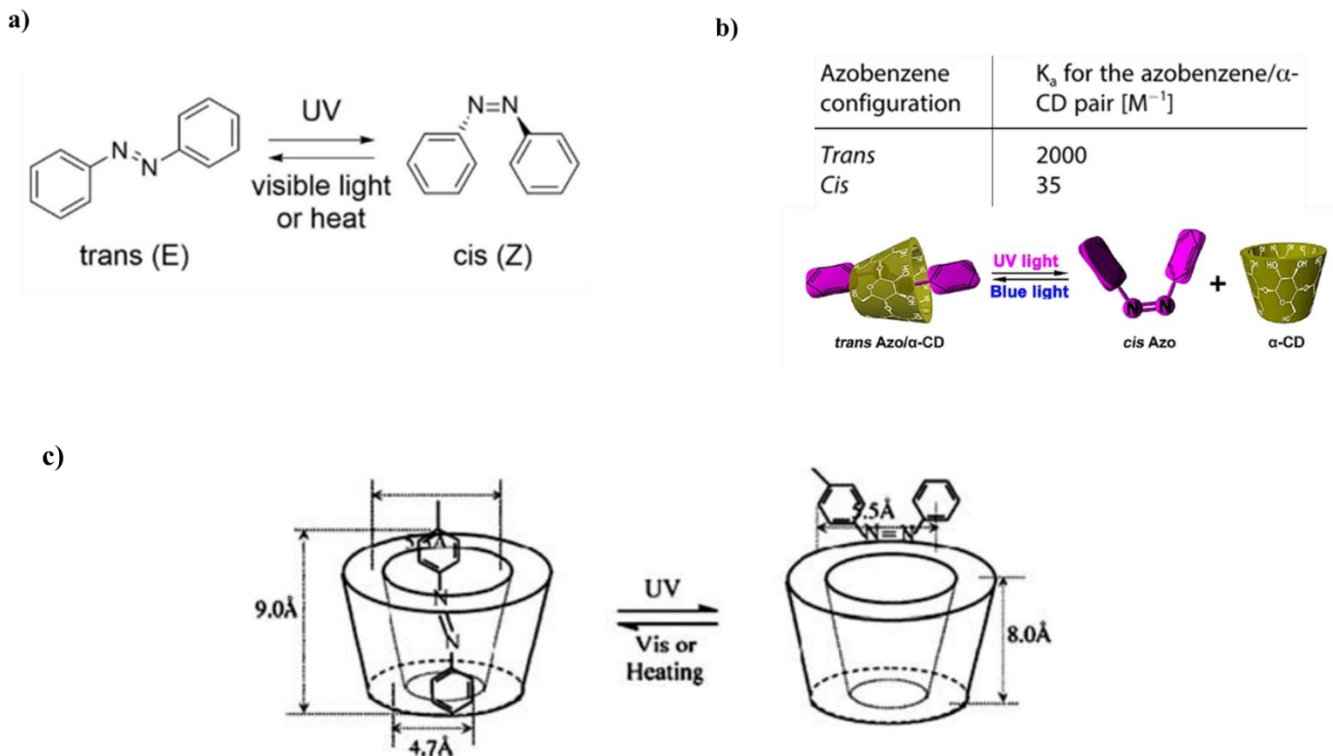 a)
N
N
trans (E)
UV
visible light
or heat
N=N
cis (Z)
b)
Azobenzene configuration
Kₐ for the azobenzene/α-CD pair [M⁻¹]
Trans 2000
Cis 35
UV light
Blue light
N N
+
trans Azo/α-CD
cis Azo
α-CD
c)
9.0Å
N
N
4.7Å
UV
Vis or
Heating
5.5Å
N=N
8.0Å